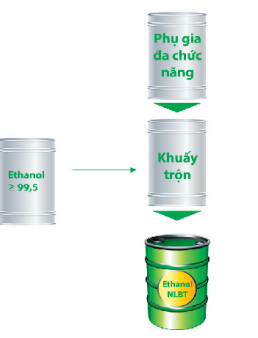 Phụ gia
đa chức
năng
Ethanol
≥ 99,5
Khuấy
trộn
Ethanol
NLBT